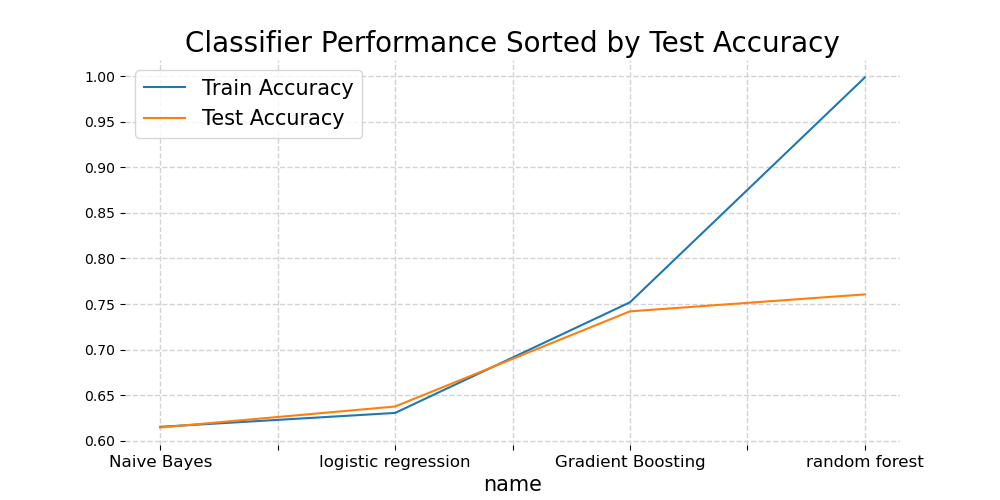 Classifier Performance Sorted by Test Accuracy
Train Accuracy
Test Accuracy
1.00
0.95
0.90
0.85
0.80
0.75
0.70
0.65
0.60
Naive Bayes logistic regression Gradient Boosting random forest
name